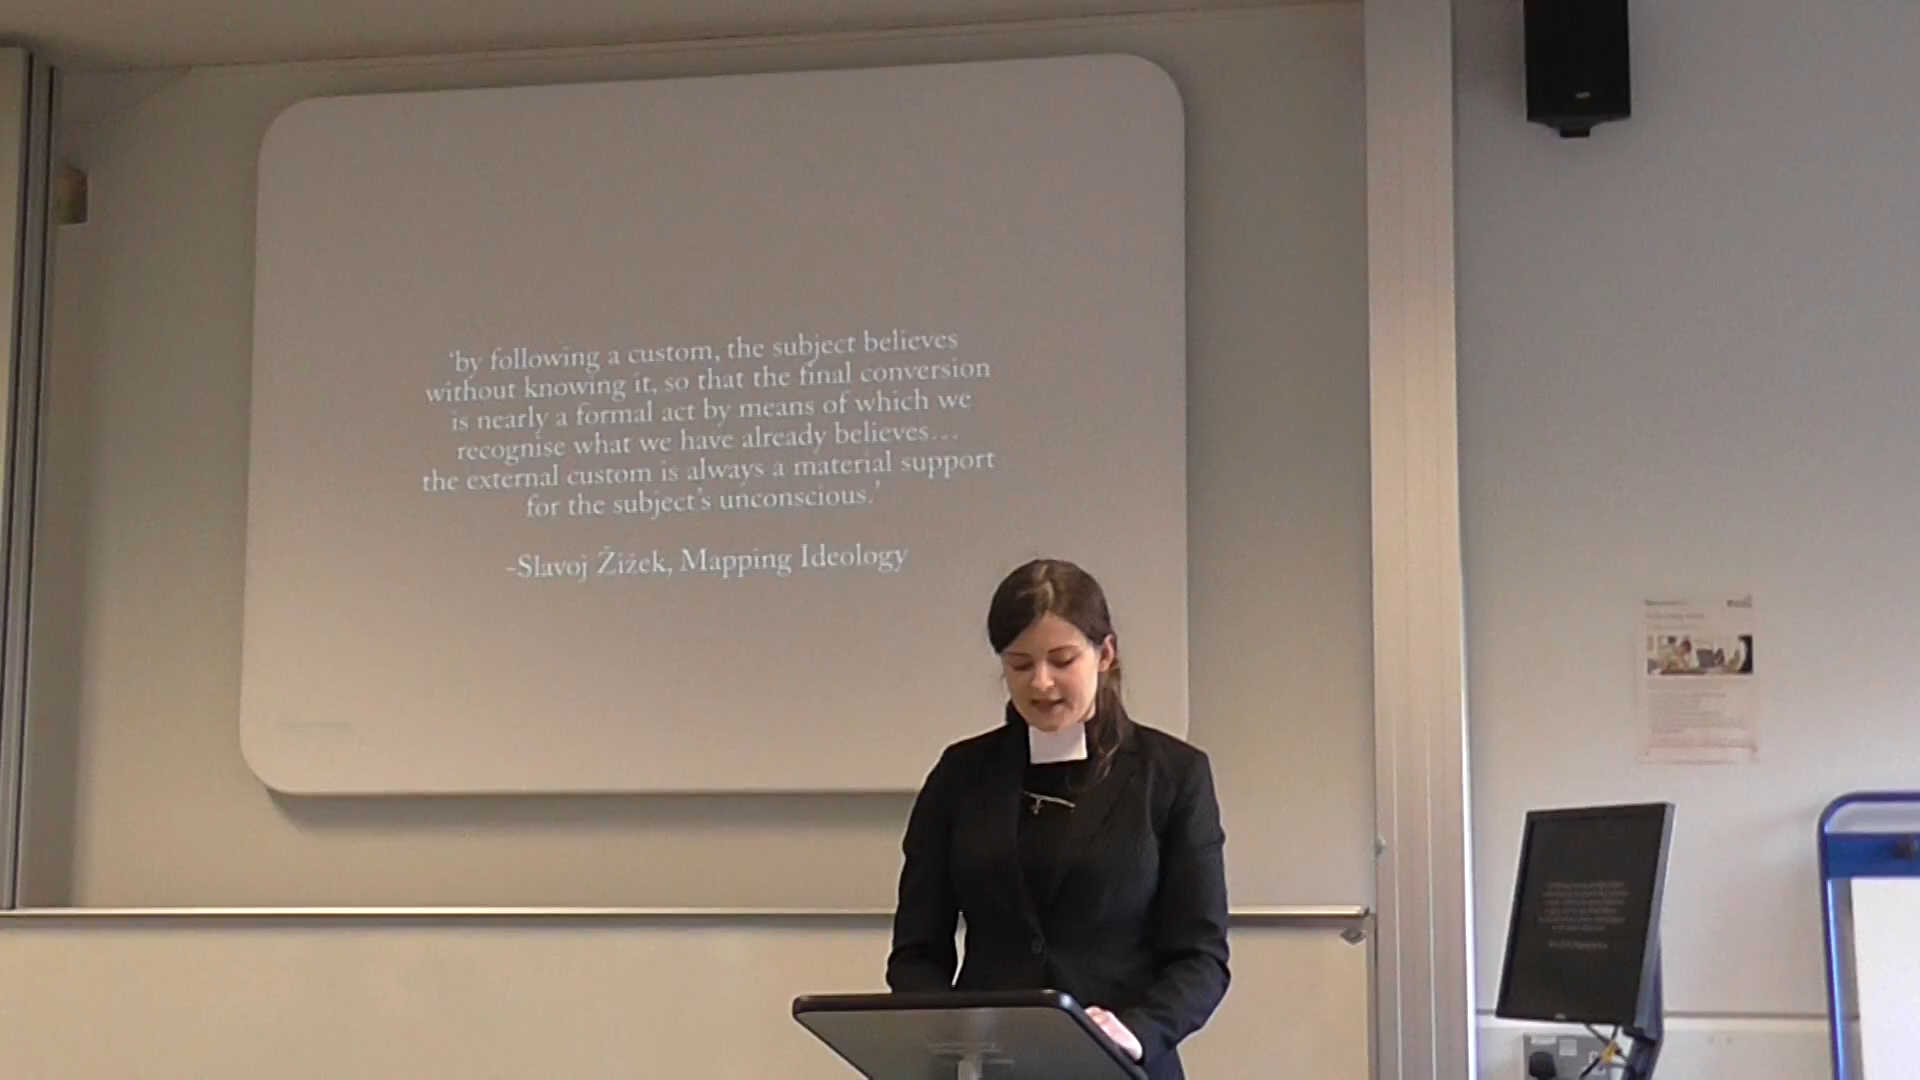 ‘by following a custom, the subject believes
without knowing it, so that the final conversion
is nearly a formal act by means of which we
recognise what we have already believes…
the external custom is always a material support
for the subject’s unconscious.’
-Slavoj Žižek, Mapping Ideology